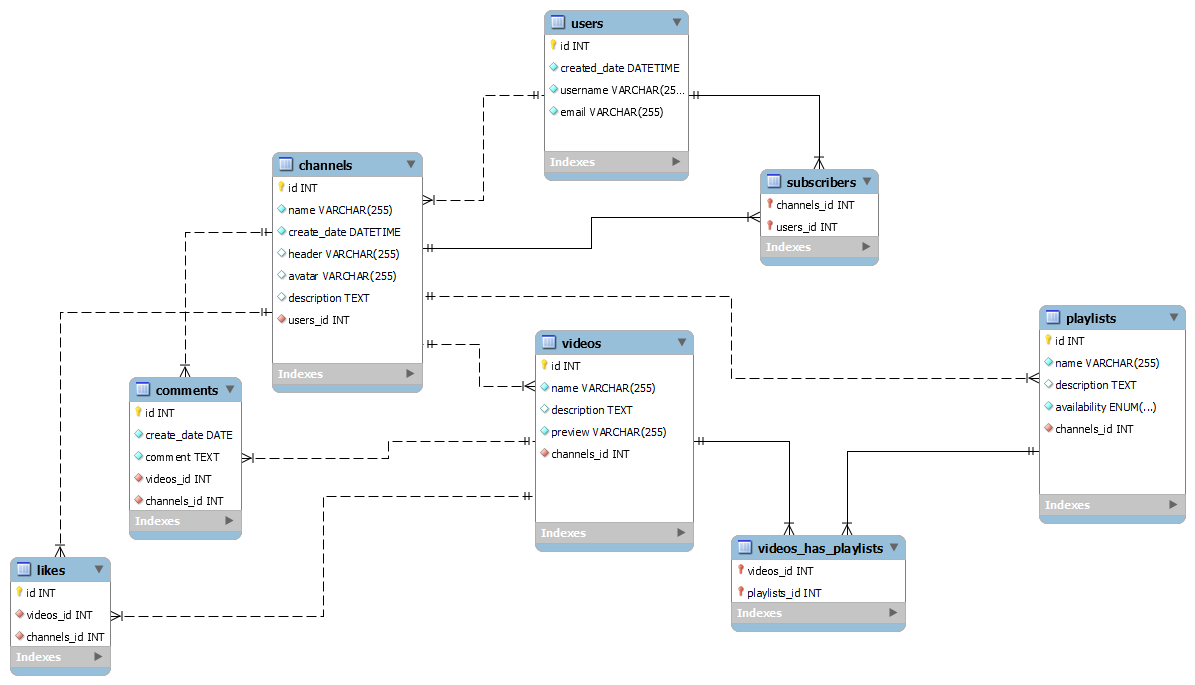 users
id INT
created_date DATETIME
username VARCHAR(25...
email VARCHAR(255)
Indexes
channels
id INT
name VARCHAR(255)
create_date DATETIME
header VARCHAR(255)
avatar VARCHAR(255)
description TEXT
users_id INT
Indexes
subscribers
channels_id INT
users_id INT
Indexes
playlists
id INT
name VARCHAR(255)
description TEXT
availability ENUM(...)
channels_id INT
Indexes
videos
id INT
name VARCHAR(255)
description TEXT
preview VARCHAR(255)
channels_id INT
Indexes
comments
id INT
create_date DATE
comment TEXT
videos_id INT
channels_id INT
Indexes
videos_has_playlists
videos_id INT
playlists_id INT
Indexes
likes
id INT
videos_id INT
channels_id INT
Indexes